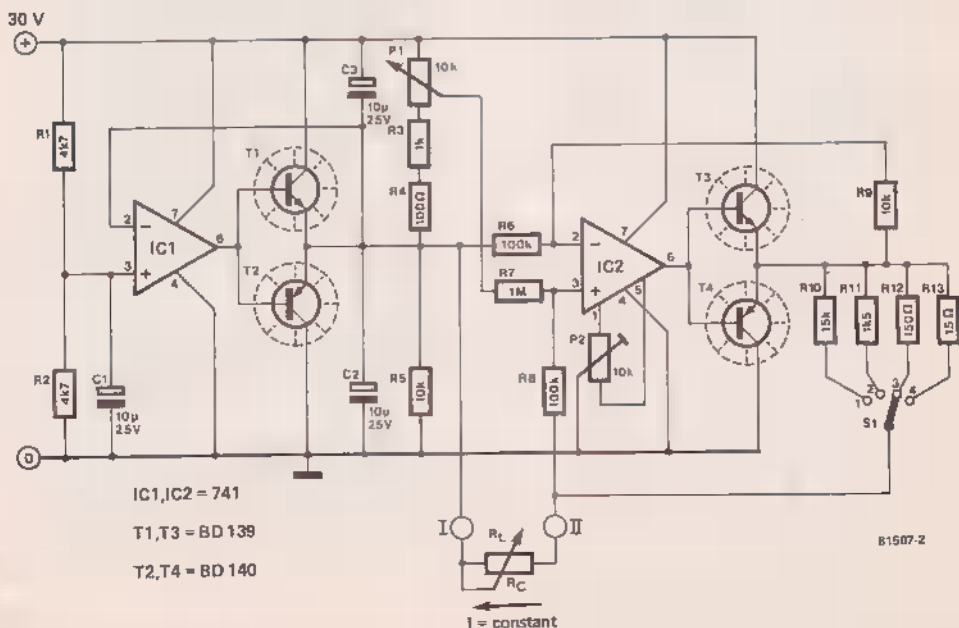 30 V
+
R1
4k7
R2
4k7
C1
10µ
25V
2
3
7
4
6
IC1
T1
T2
C3
10µ
25V
C2
10µ
25V
P1
10k
R3
1k
R4
100Ω
R5
10k
R6
100k
R7
1M
R8
100k
2
3
7
4
5
1
6
IC2
P2
10k
T3
T4
R9
10k
R10
15k
R11
1k5
R12
150Ω
R13
15Ω
1
2
3
4
S1
0
IC1,IC2 = 741
T1,T3 = BD 139
T2,T4 = BD 140
I
II
RL
RC
I = constant
81507-2